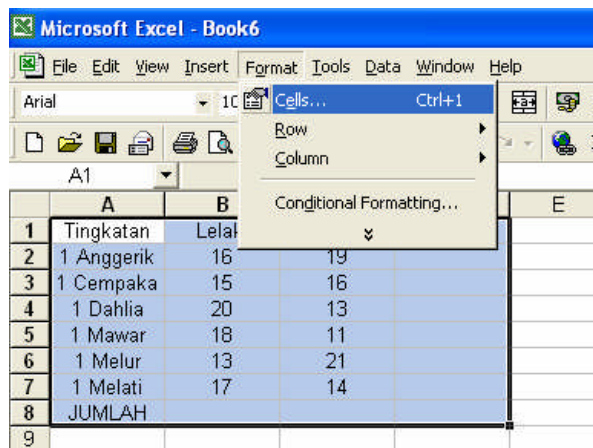 Microsoft Excel - Book6
File Edit View Insert Format Tools Data Window Help
Arial 10 Cells... Ctrl+1
Row
Column
A1
Conditional Formatting...
A B E
1 Tingkatan
2 1 Anggerik 16 19
3 1 Cempaka 15 16
4 1 Dahlia 20 13
5 1 Mawar 18 11
6 1 Melur 13 21
7 1 Melati 17 14
8 JUMLAH
9